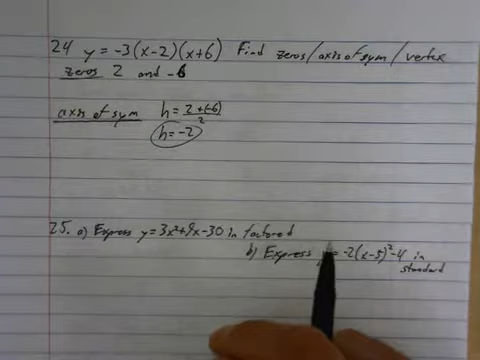 24 y = -3(x-2)(x+6) Find zeros/axis of sym/vertex
zeros 2 and -6
axis of sym h = 2+(-6)
2
h = -2
25. a) Express y = 3x²+9x-30 in factored
b) Express = -2(x-5)²-4 in
standard